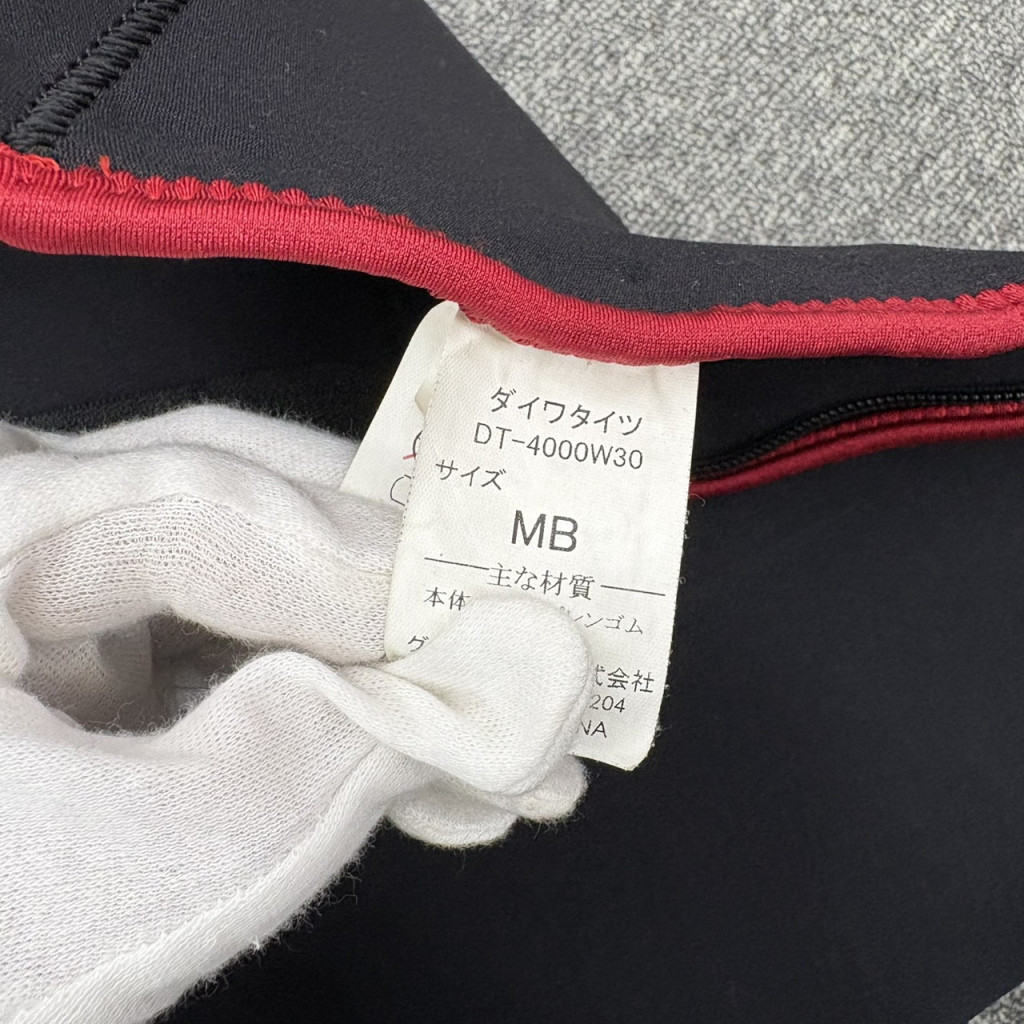 ダイワタイツ
DT-4000W30
サイズ
MB
主な材質
本体 レンゴム
グ
式会社
204
NA